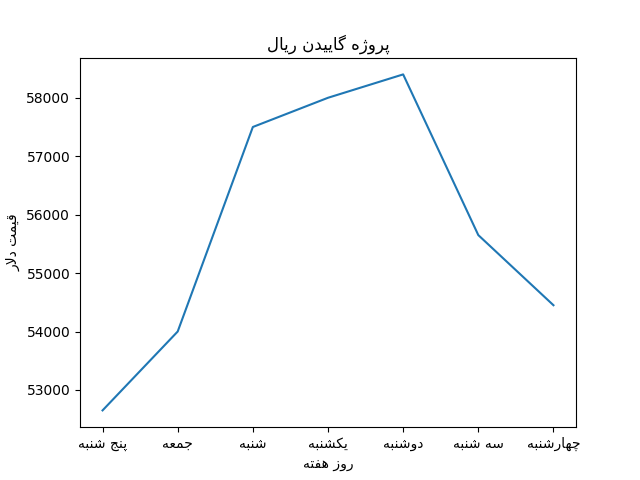 پروژه گاییدن ریال
قیمت دلار
58000
57000
56000
55000
54000
53000
پنج شنبه
جمعه
شنبه
یکشنبه
دوشنبه
سه شنبه
چهارشنبه
روز هفته